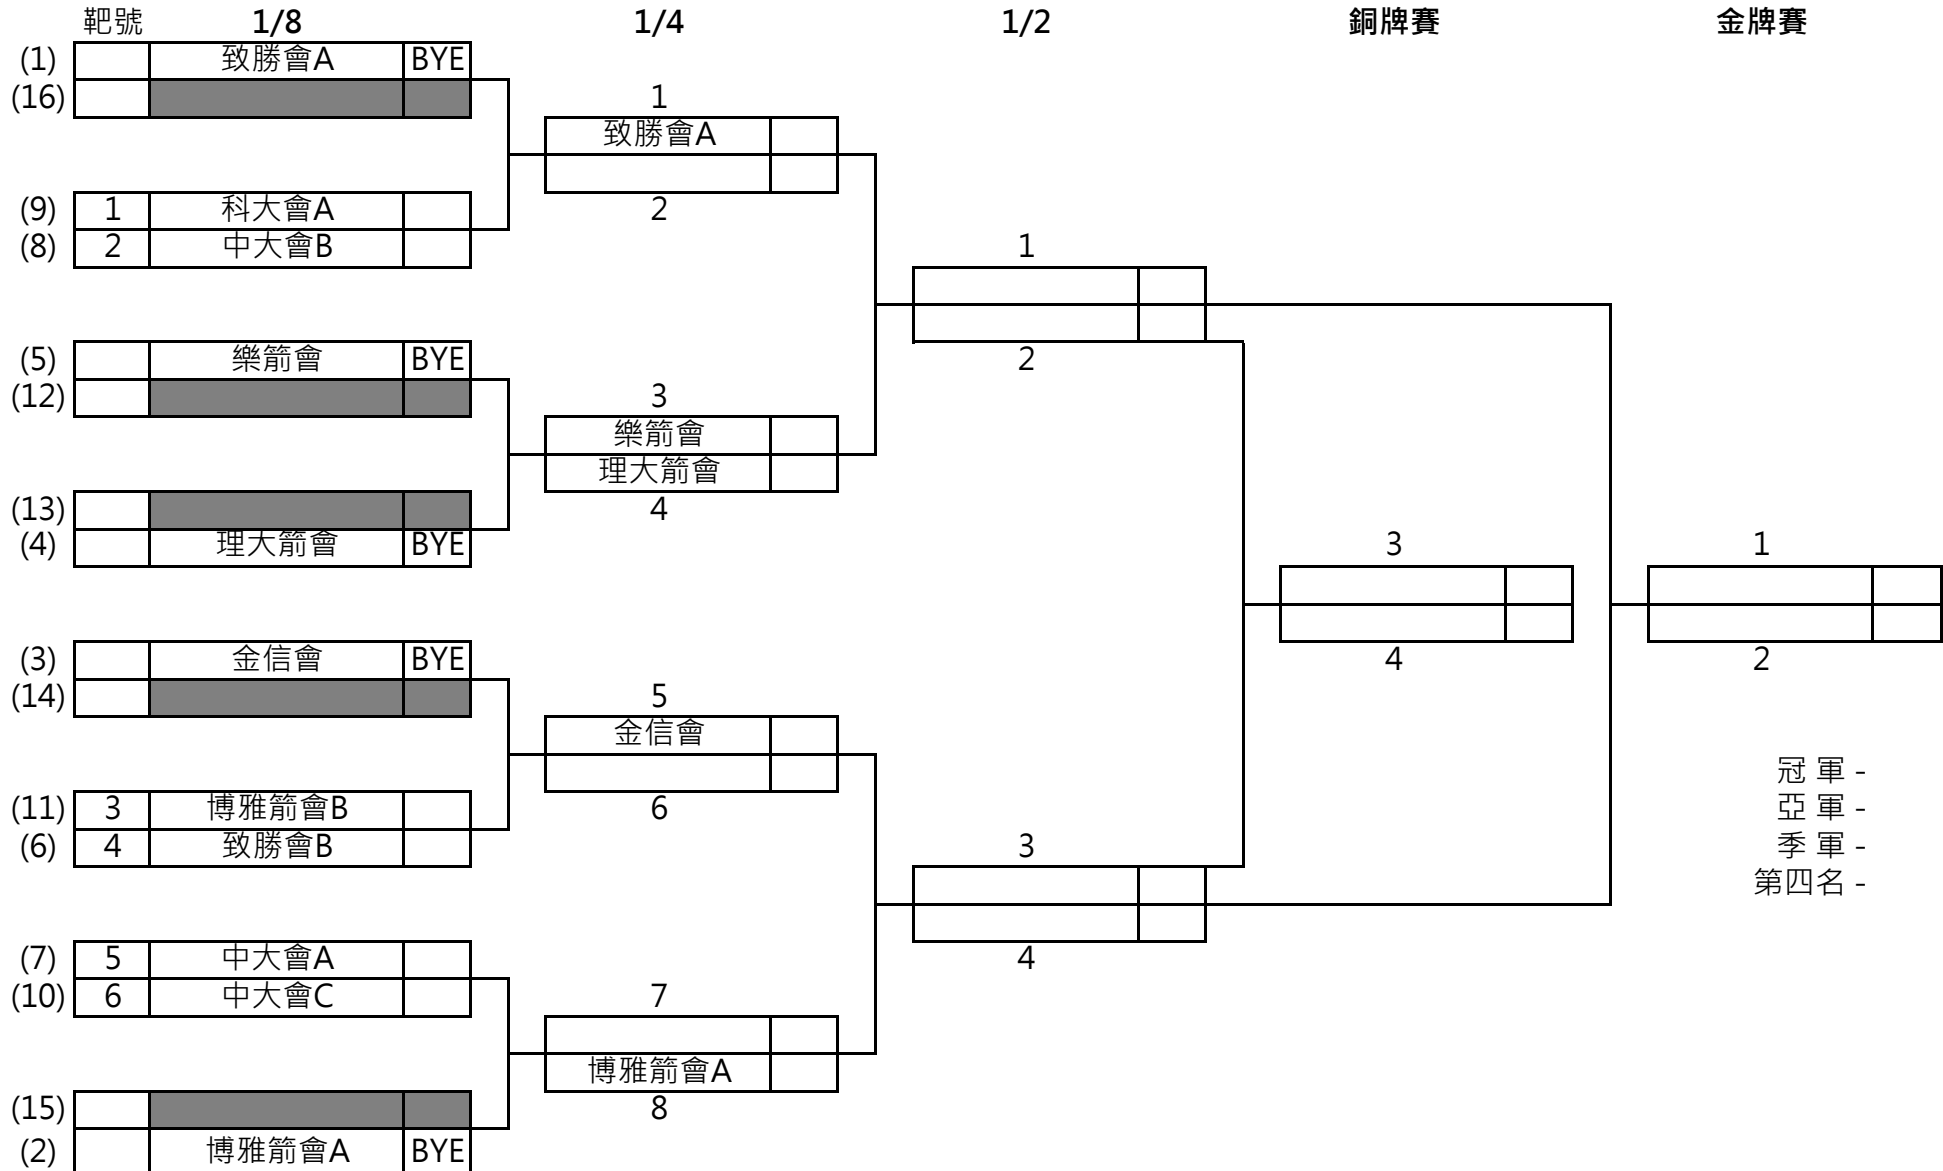 靶號 1/8 1/4 1/2 銅牌賽 金牌賽
(1) 致勝會A BYE
(16)
1
致勝會A
2
(9) 1 科大會A
(8) 2 中大會B
1
2
(5) 樂箭會 BYE
(12)
3
樂箭會
理大箭會
4
(13)
(4) 理大箭會 BYE
3
4
1
2
(3) 金信會 BYE
(14)
5
金信會
6
(11) 3 博雅箭會B
(6) 4 致勝會B
3
4
冠 軍 -
亞 軍 -
季 軍 -
第四名 -
(7) 5 中大會A
(10) 6 中大會C
7
博雅箭會A
8
(15)
(2) 博雅箭會A BYE